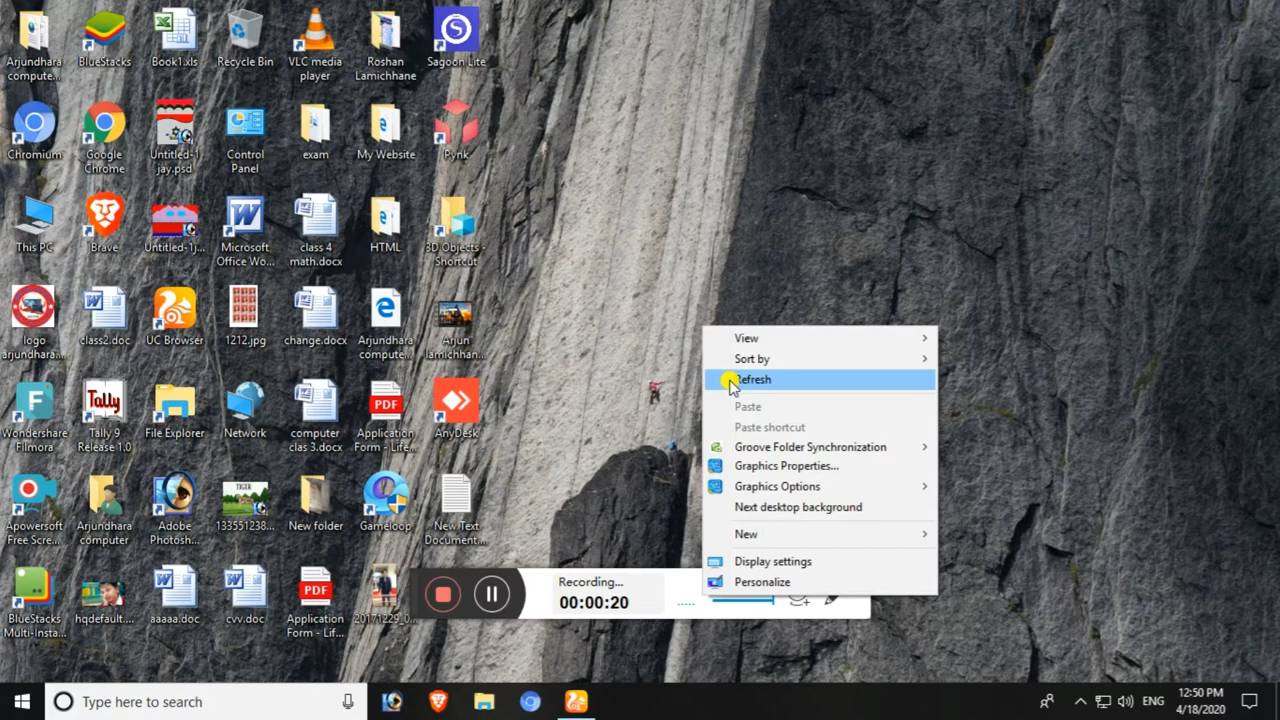 Arjundhara
compute...
BlueStacks
Book1.xls
Recycle Bin
VLC media
player
Roshan
Lamichhane
Sagoon Lite
Chromium
Google
Chrome
Untitled-1
jay.psd
Control
Panel
exam
My Website
Pynk
This PC
Brave
Untitled-1j...
Microsoft
Office Wo...
class 4
math.docx
HTML
3D Objects -
Shortcut
logo
arjundhara...
class2.doc
UC Browser
1212.jpg
change.docx
Arjundhara
compute...
Arjun
lamichhan...
Wondershare
Filmora
Tally
Tally 9
Release 1.0
File Explorer
Network
computer
clas 3.docx
PDF
Application
Form - Life...
AnyDesk
Apowersoft
Free Scre...
Arjundhara
computer
Adobe
Photosh...
TIGER
133551238...
New folder
Gameloop
New Text
Document...
BlueStacks
Multi-Insta...
hqdefault....
aaaaa.doc
cvv.doc
PDF
Application
Form - Lif...
20171229_0...
View
Sort by
Refresh
Paste
Paste shortcut
Groove Folder Synchronization
Graphics Properties...
Graphics Options
Next desktop background
New
Display settings
Personalize
Recording...
00:00:20
Type here to search
ENG
12:50 PM
4/18/2020